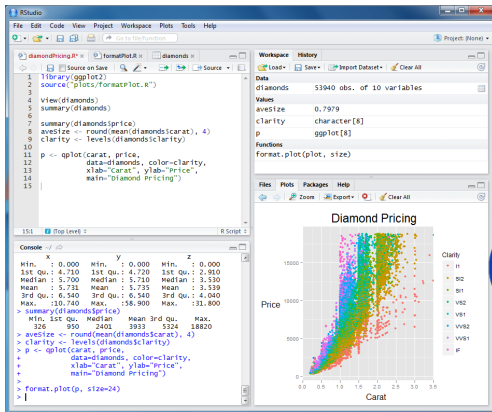 RStudio
File Edit Code View Project Workspace Plots Tools Help
Go to file/function
Project: (None)
diamondPricing.R* × formatPlot.R × diamonds ×
Source on Save Source
1 library(ggplot2)
2 source("plots/formatPlot.R")
3
4 View(diamonds)
5 summary(diamonds)
6
7 summary(diamonds$price)
8 aveSize <- round(mean(diamonds$carat), 4)
9 clarity <- levels(diamonds$clarity)
10
11 p <- qplot(carat, price,
12 data=diamonds, color=clarity,
13 xlab="Carat", ylab="Price",
14 main="Diamond Pricing")
15
15:1 (Top Level) R Script
Console ~/
x y z
Min. : 0.000 Min. : 0.000 Min. : 0.000
1st Qu.: 4.710 1st Qu.: 4.720 1st Qu.: 2.910
Median : 5.700 Median : 5.710 Median : 3.530
Mean : 5.731 Mean : 5.735 Mean : 3.539
3rd Qu.: 6.540 3rd Qu.: 6.540 3rd Qu.: 4.040
Max. :10.740 Max. :58.900 Max. :31.800
> summary(diamonds$price)
Min. 1st Qu. Median Mean 3rd Qu. Max.
326 950 2401 3933 5324 18820
> aveSize <- round(mean(diamonds$carat), 4)
> clarity <- levels(diamonds$clarity)
> p <- qplot(carat, price,
+ data=diamonds, color=clarity,
+ xlab="Carat", ylab="Price",
+ main="Diamond Pricing")
>
> format.plot(p, size=24)
>
Workspace History
Load Save Import Dataset Clear All
Data
diamonds 53940 obs. of 10 variables
Values
aveSize 0.7979
clarity character[8]
p ggplot[8]
Functions
format.plot(plot, size)
Files Plots Packages Help
Zoom Export Clear All
Diamond Pricing
Price
15000
10000
5000
0
0.0 0.5 1.0 1.5 2.0 2.5 3.0 3.5
Carat
Clarity
I1
SI2
SI1
VS2
VS1
VVS2
VVS1
IF